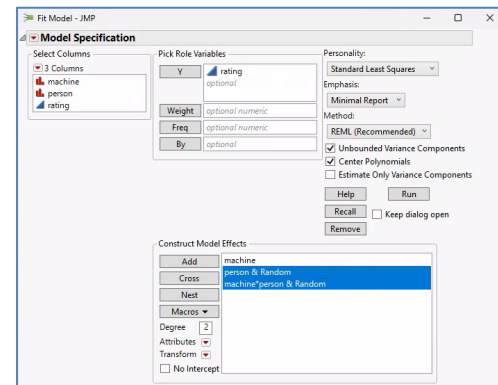 Fit Model - JMP
Model Specification
Select Columns
3 Columns
machine
person
rating
Pick Role Variables
Y
rating
optional
Weight
optional numeric
Freq
optional numeric
By
optional
Personality:
Standard Least Squares
Emphasis:
Minimal Report
Method:
REML (Recommended)
Unbounded Variance Components
Center Polynomials
Estimate Only Variance Components
Help
Run
Recall
Keep dialog open
Remove
Construct Model Effects
Add
Cross
Nest
Macros
Degree 2
Attributes
Transform
No Intercept
machine
person & Random
machine*person & Random